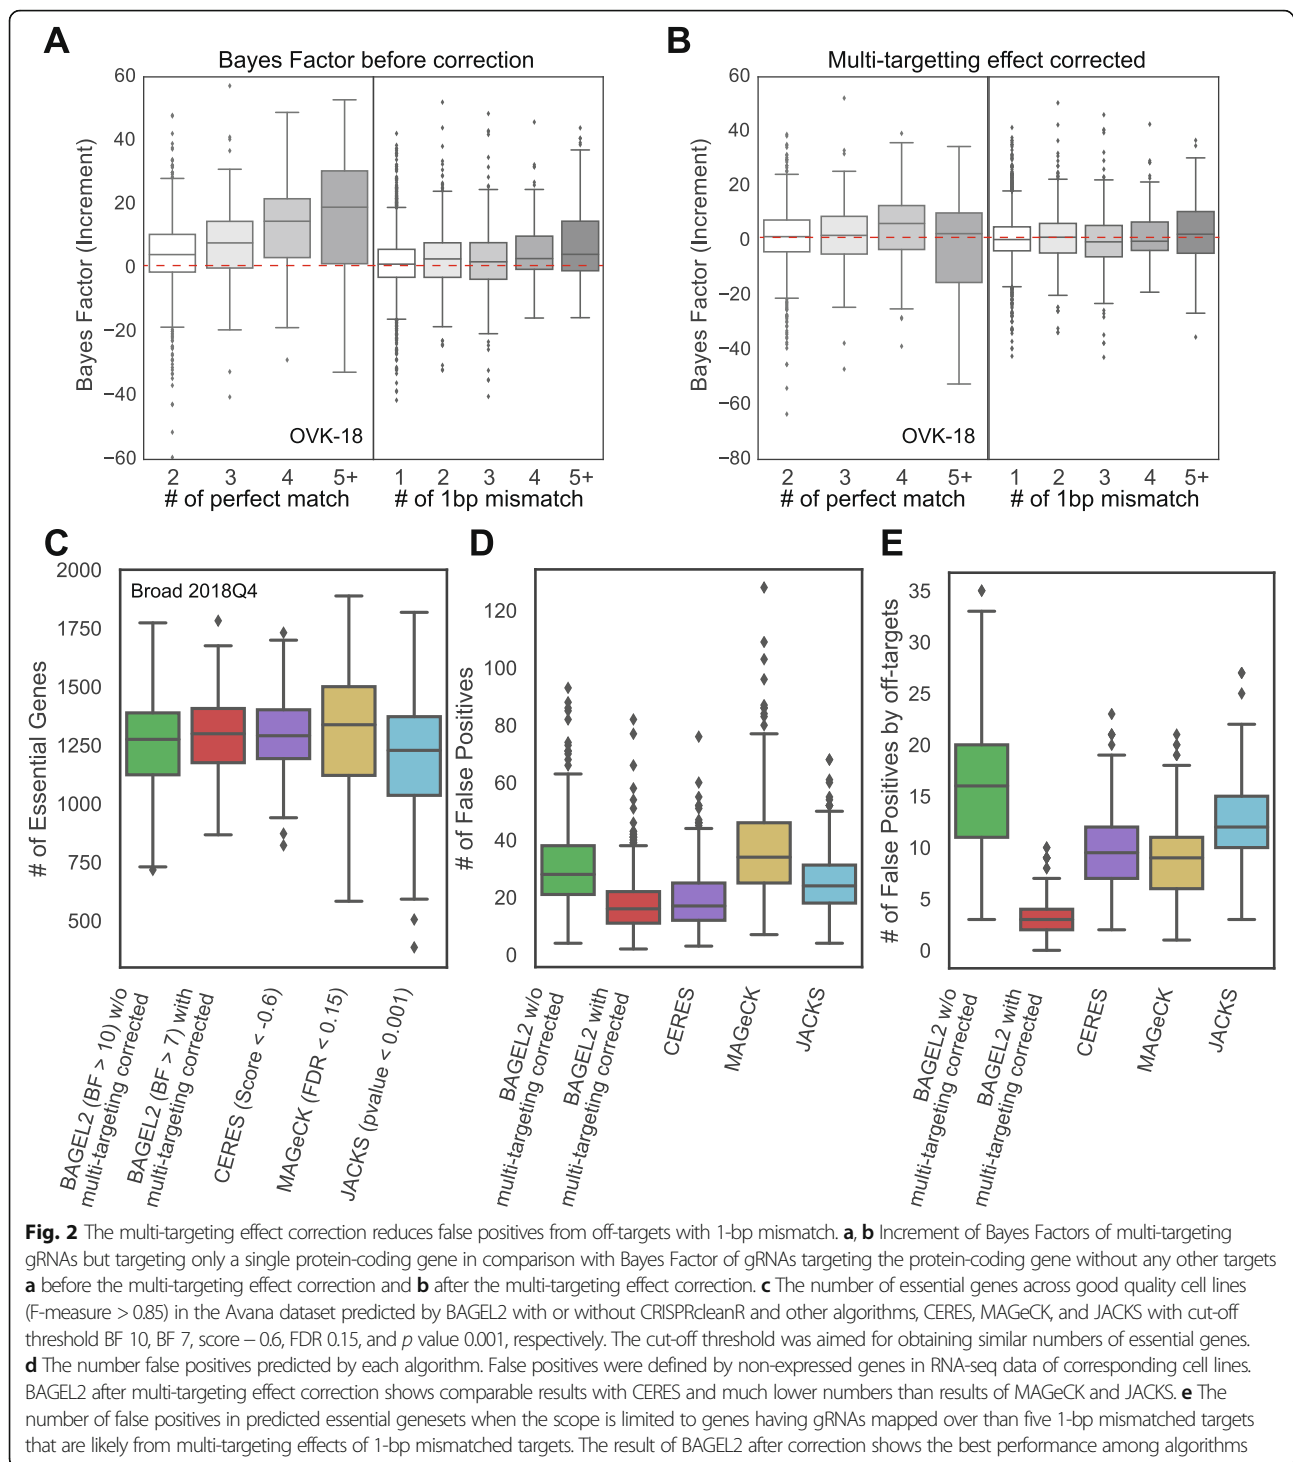 A
Bayes Factor before correction
Bayes Factor (Increment)
60
40
20
0
−20
−40
−60
OVK-18
2 3 4 5+ 1 2 3 4 5+
# of perfect match # of 1bp mismatch
B
Multi-targetting effect corrected
Bayes Factor (Increment)
60
40
20
0
−20
−40
−60
−80
OVK-18
2 3 4 5+ 1 2 3 4 5+
# of perfect match # of 1bp mismatch
C
# of Essential Genes
2000
1750
1500
1250
1000
750
500
Broad 2018Q4
BAGEL2 (BF > 10) w/o
multi-targeting corrected
BAGEL2 (BF > 7) with
multi-targeting corrected
CERES (Score < -0.6)
MAGeCK (FDR < 0.15)
JACKS (pvalue < 0.001)
D
# of False Positives
120
100
80
60
40
20
0
BAGEL2 w/o
multi-targeting corrected
BAGEL2 with
multi-targeting corrected
CERES
MAGeCK
JACKS
E
# of False Positives by off-targets
35
30
25
20
15
10
5
0
BAGEL2 w/o
multi-targeting corrected
BAGEL2 with
multi-targeting corrected
CERES
MAGeCK
JACKS
Fig. 2 The multi-targeting effect correction reduces false positives from off-targets with 1-bp mismatch. a, b Increment of Bayes Factors of multi-targeting
gRNAs but targeting only a single protein-coding gene in comparison with Bayes Factor of gRNAs targeting the protein-coding gene without any other targets
a before the multi-targeting effect correction and b after the multi-targeting effect correction. c The number of essential genes across good quality cell lines
(F-measure > 0.85) in the Avana dataset predicted by BAGEL2 with or without CRISPRcleanR and other algorithms, CERES, MAGeCK, and JACKS with cut-off
threshold BF 10, BF 7, score − 0.6, FDR 0.15, and p value 0.001, respectively. The cut-off threshold was aimed for obtaining similar numbers of essential genes.
d The number false positives predicted by each algorithm. False positives were defined by non-expressed genes in RNA-seq data of corresponding cell lines.
BAGEL2 after multi-targeting effect correction shows comparable results with CERES and much lower numbers than results of MAGeCK and JACKS. e The
number of false positives in predicted essential genesets when the scope is limited to genes having gRNAs mapped over than five 1-bp mismatched targets
that are likely from multi-targeting effects of 1-bp mismatched targets. The result of BAGEL2 after correction shows the best performance among algorithms